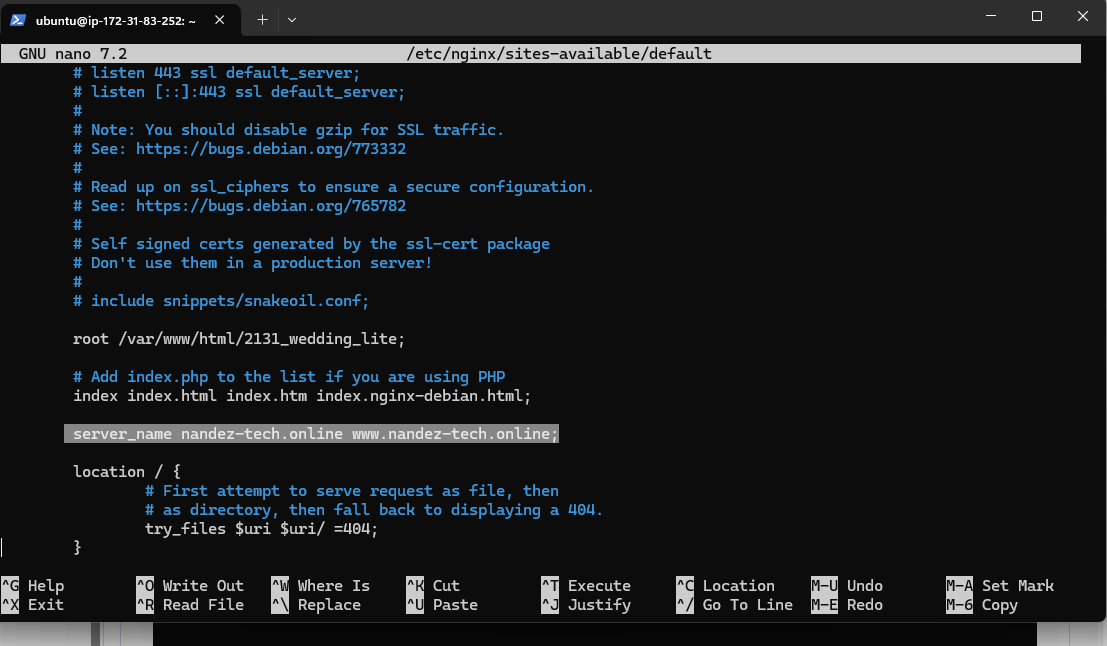 ubuntu@ip-172-31-83-252: ~
GNU nano 7.2 /etc/nginx/sites-available/default
# listen 443 ssl default_server;
# listen [::]:443 ssl default_server;
#
# Note: You should disable gzip for SSL traffic.
# See: https://bugs.debian.org/773332
#
# Read up on ssl_ciphers to ensure a secure configuration.
# See: https://bugs.debian.org/765782
#
# Self signed certs generated by the ssl-cert package
# Don't use them in a production server!
#
# include snippets/snakeoil.conf;
root /var/www/html/2131_wedding_lite;
# Add index.php to the list if you are using PHP
index index.html index.htm index.nginx-debian.html;
server_name nandez-tech.online www.nandez-tech.online;
location / {
# First attempt to serve request as file, then
# as directory, then fall back to displaying a 404.
try_files $uri $uri/ =404;
}
^G Help ^O Write Out ^W Where Is ^K Cut ^T Execute ^C Location M-U Undo M-A Set Mark
^X Exit ^R Read File ^\ Replace ^U Paste ^J Justify ^/ Go To Line M-E Redo M-6 Copy